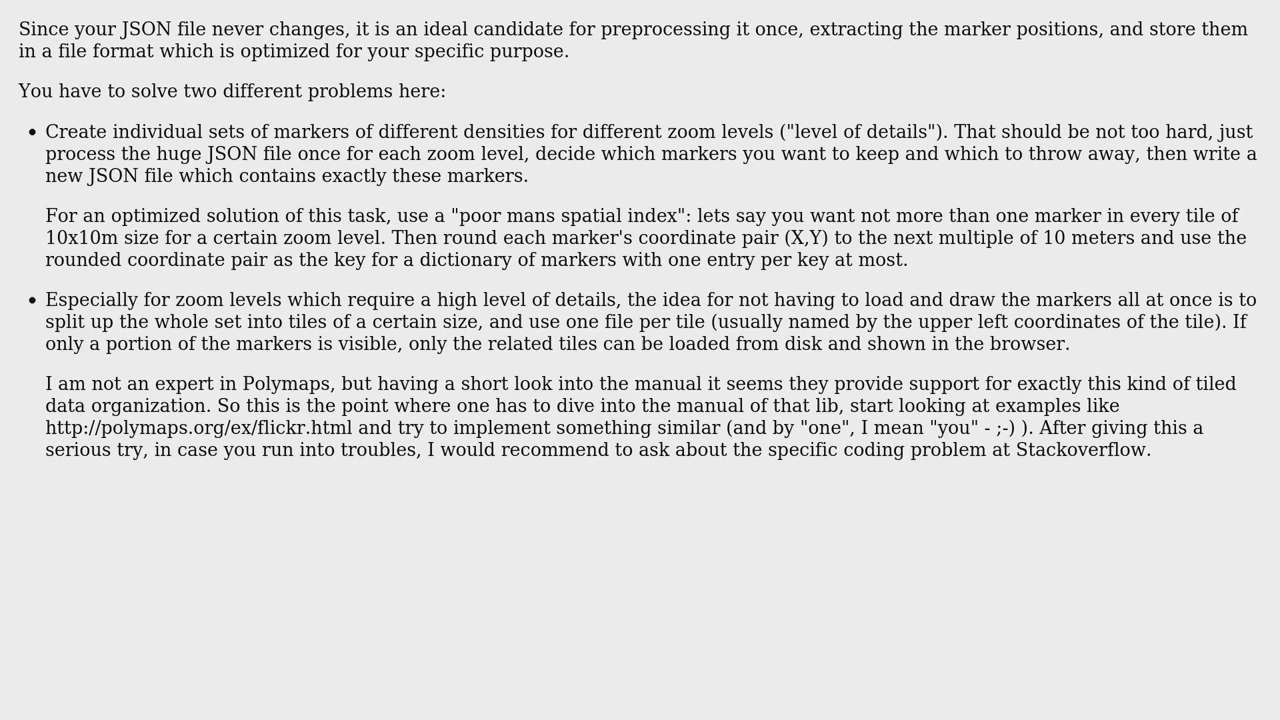 Since your JSON file never changes, it is an ideal candidate for preprocessing it once, extracting the marker positions, and store them
in a file format which is optimized for your specific purpose.
You have to solve two different problems here:
• Create individual sets of markers of different densities for different zoom levels ("level of details"). That should be not too hard, just
process the huge JSON file once for each zoom level, decide which markers you want to keep and which to throw away, then write a
new JSON file which contains exactly these markers.
For an optimized solution of this task, use a "poor mans spatial index": lets say you want not more than one marker in every tile of
10x10m size for a certain zoom level. Then round each marker's coordinate pair (X,Y) to the next multiple of 10 meters and use the
rounded coordinate pair as the key for a dictionary of markers with one entry per key at most.
• Especially for zoom levels which require a high level of details, the idea for not having to load and draw the markers all at once is to
split up the whole set into tiles of a certain size, and use one file per tile (usually named by the upper left coordinates of the tile). If
only a portion of the markers is visible, only the related tiles can be loaded from disk and shown in the browser.
I am not an expert in Polymaps, but having a short look into the manual it seems they provide support for exactly this kind of tiled
data organization. So this is the point where one has to dive into the manual of that lib, start looking at examples like
http://polymaps.org/ex/flickr.html and try to implement something similar (and by "one", I mean "you" - ;-) ). After giving this a
serious try, in case you run into troubles, I would recommend to ask about the specific coding problem at Stackoverflow.